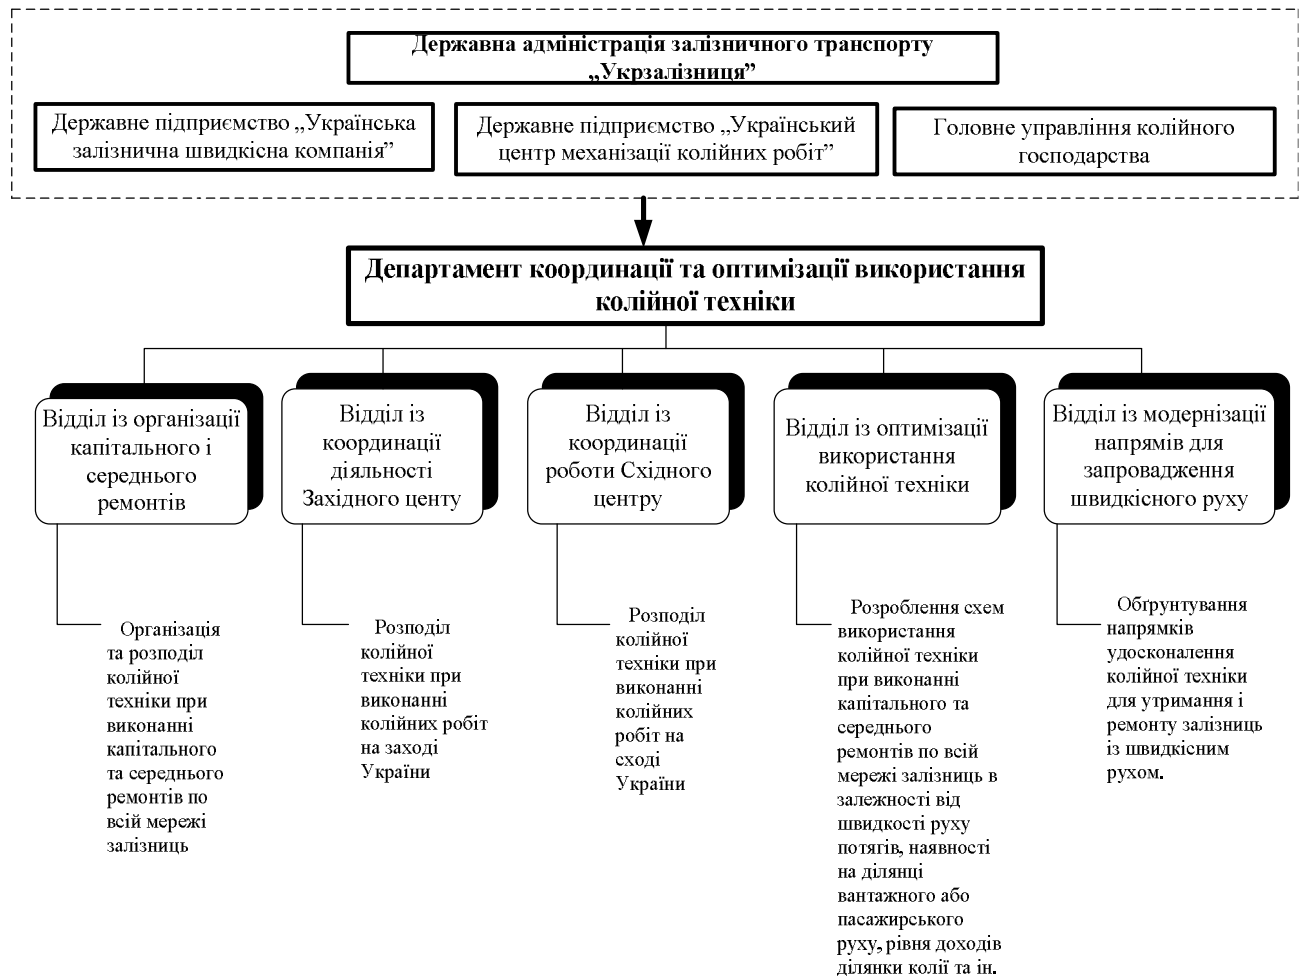 Державна адміністрація залізничного транспорту
„Укрзалізниця”
Державне підприємство „Українська
залізнична швидкісна компанія”
Державне підприємство „Український
центр механізації колійних робіт”
Головне управління колійного
господарства
Департамент координації та оптимізації використання
колійної техніки
Відділ із організації
капітального і
середнього
ремонтів
Відділ із
координації
діяльності
Західного центу
Відділ із
координації
роботи Східного
центру
Відділ із оптимізації
використання
колійної техніки
Відділ із модернізації
напрямів для
запровадження
швидкісного руху
Організація
та розподіл
колійної
техніки при
виконанні
капітального
та середнього
ремонтів по
всій мережі
залізниць
Розподіл
колійної
техніки при
виконанні
колійних робіт
на заході
України
Розподіл
колійної
техніки при
виконанні
колійних
робіт на
сході
України
Розроблення схем
використання
колійної техніки
при виконанні
капітального та
середнього
ремонтів по всій
мережі залізниць в
залежності від
швидкості руху
потягів, наявності
на ділянці
вантажного або
пасажирського
руху, рівня доходів
ділянки колії та ін.
Обґрунтування
напрямків
удосконалення
колійної техніки
для утримання і
ремонту залізниць
із швидкісним
рухом.